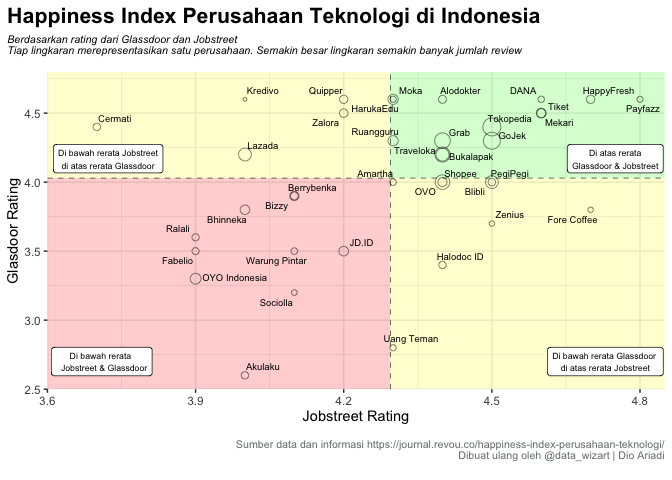 Happiness Index Perusahaan Teknologi di Indonesia
Berdasarkan rating dari Glassdoor dan Jobstreet
Tiap lingkaran merepresentasikan satu perusahaan. Semakin besar lingkaran semakin banyak jumlah review
Glasdoor Rating
4.5
4.0
3.5
3.0
2.5
Kredivo
Quipper
Moka
Alodokter
DANA
HappyFresh
HarukaEdu
Tiket
Payfazz
Cermati
Zalora
Tokopedia
Mekari
Ruangguru
Grab
GoJek
Lazada
Traveloka
Bukalapak
Di bawah rerata Jobstreet
di atas rerata Glassdoor
Di atas rerata
Glassdoor & Jobstreet
Amartha
Shopee
PegiPegi
Berrybenka
OVO
Blibli
Bizzy
Bhinneka
Zenius
Fore Coffee
Ralali
JD.ID
Fabelio
Warung Pintar
Halodoc ID
OYO Indonesia
Sociolla
Uang Teman
Di bawah rerata
Jobstreet & Glassdoor
Di bawah rerata Glassdoor
di atas rerata Jobstreet
Akulaku
3.6
3.9
4.2
4.5
4.8
Jobstreet Rating
Sumber data dan informasi https://journal.revou.co/happiness-index-perusahaan-teknologi/
Dibuat ulang oleh @data_wizart | Dio Ariadi